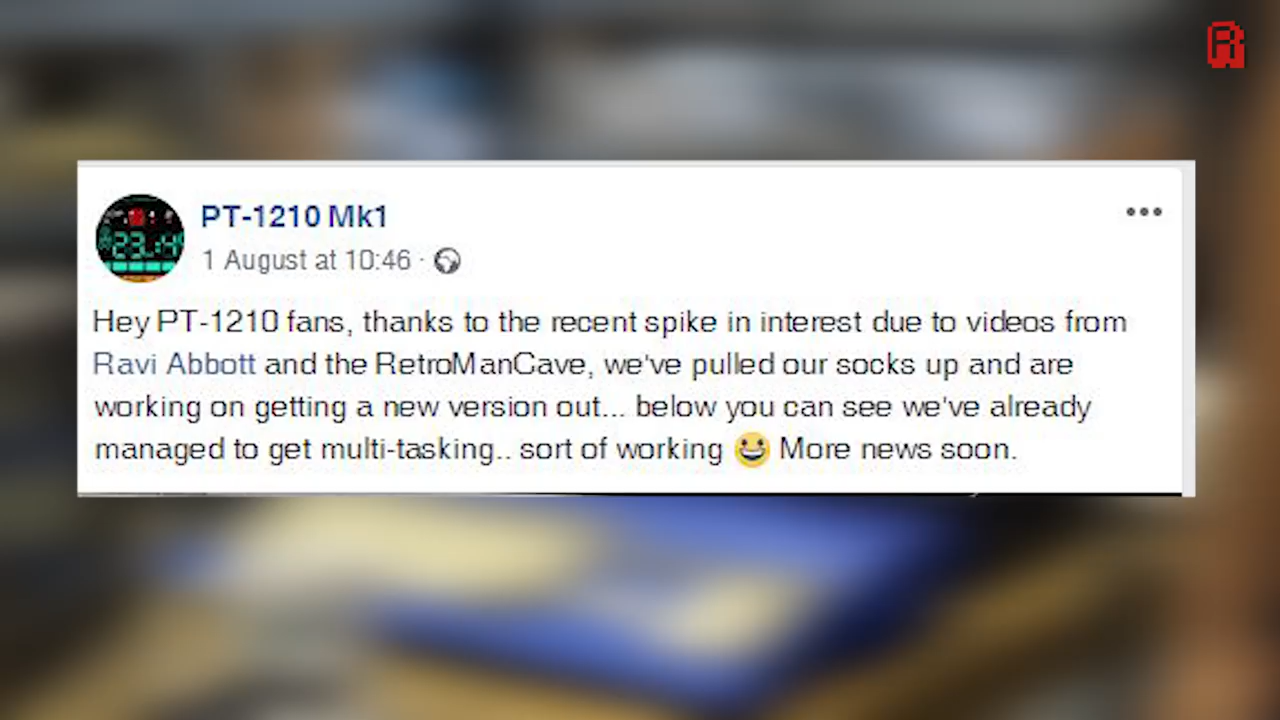 PT-1210 Mk1
1 August at 10:46 ·
Hey PT-1210 fans, thanks to the recent spike in interest due to videos from
Ravi Abbott and the RetroManCave, we've pulled our socks up and are
working on getting a new version out... below you can see we've already
managed to get multi-tasking.. sort of working 😀 More news soon.